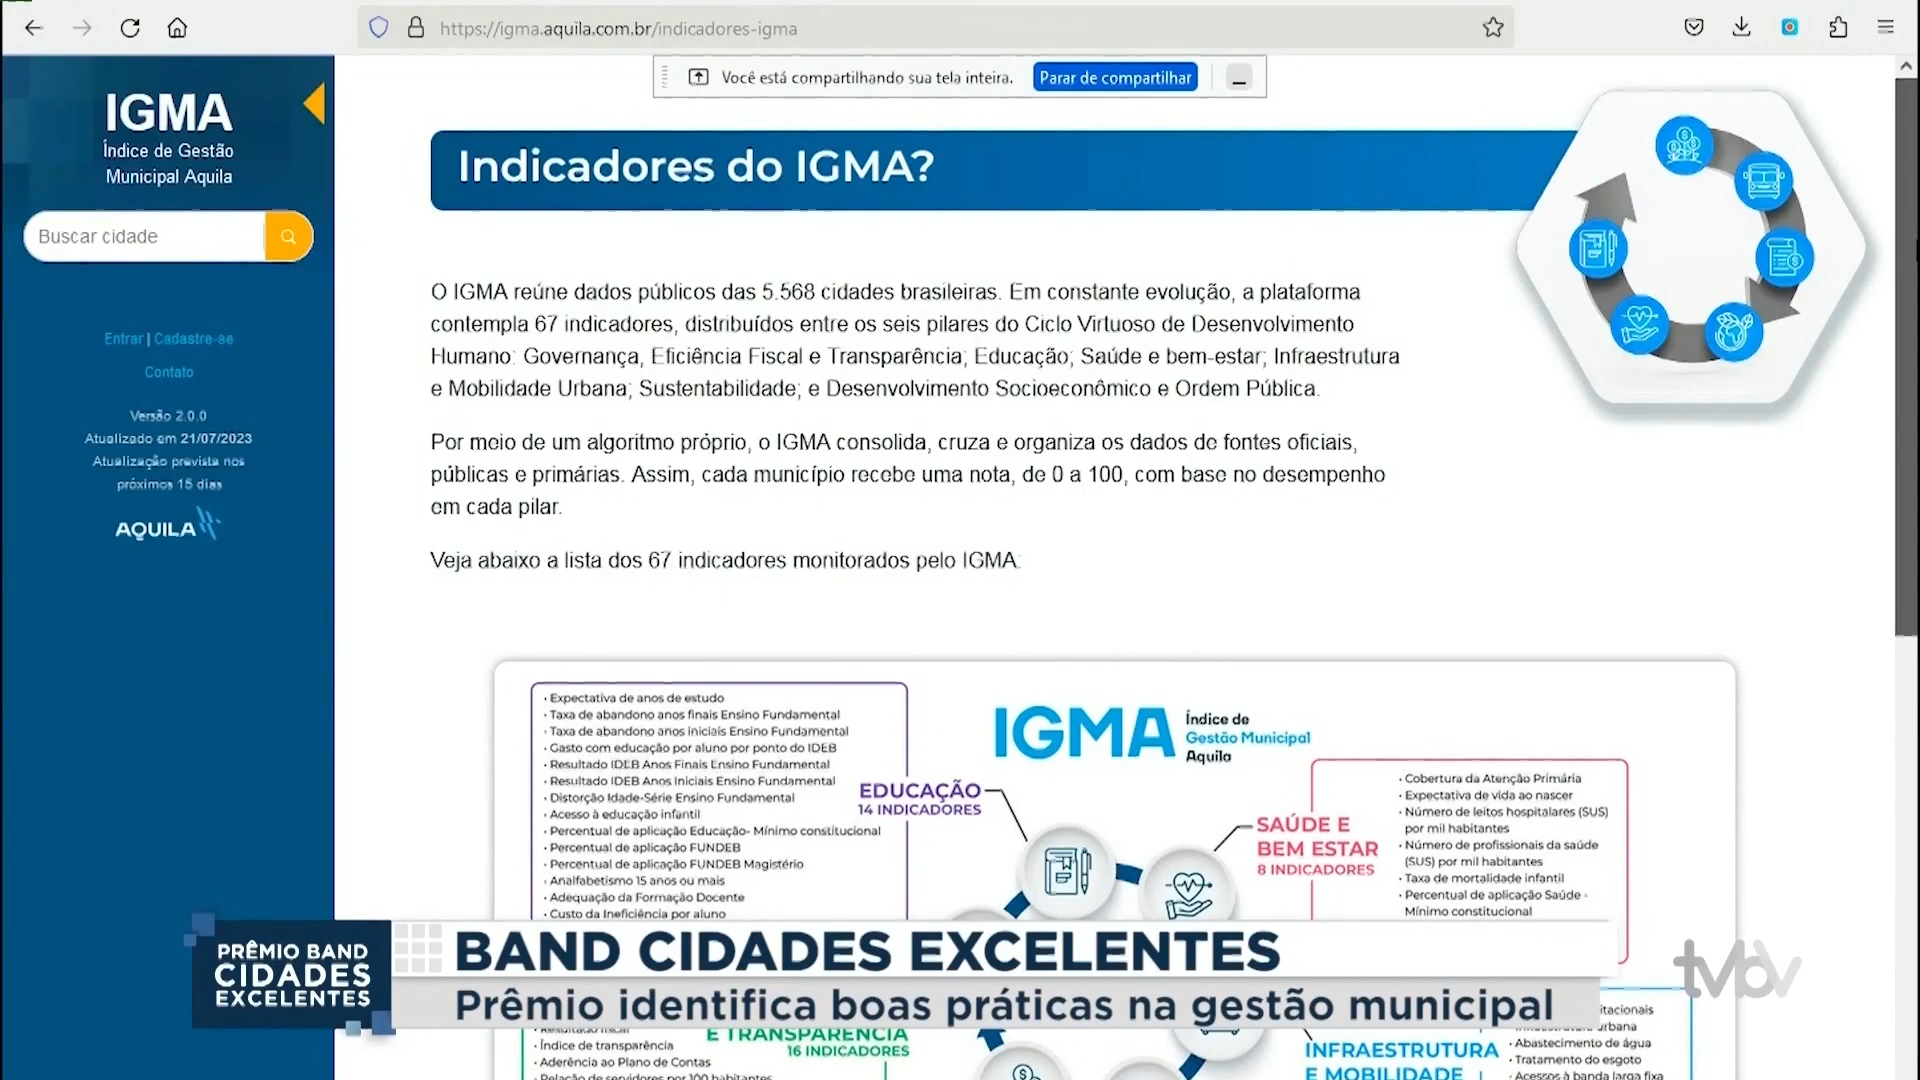 https://igma.aquila.com.br/indicadores-igma
Você está compartilhando sua tela inteira. Parar de compartilhar
IGMA
Índice de Gestão
Municipal Aquila
Buscar cidade
Entrar | Cadastre-se
Contato
Versão 2.0.0
Atualizado em 21/07/2023
Atualização prevista nos
próximos 15 dias
AQUILA
Indicadores do IGMA?
O IGMA reúne dados públicos das 5.568 cidades brasileiras. Em constante evolução, a plataforma
contempla 67 indicadores, distribuídos entre os seis pilares do Ciclo Virtuoso de Desenvolvimento
Humano: Governança, Eficiência Fiscal e Transparência; Educação; Saúde e bem-estar; Infraestrutura
e Mobilidade Urbana; Sustentabilidade; e Desenvolvimento Socioeconômico e Ordem Pública.
Por meio de um algoritmo próprio, o IGMA consolida, cruza e organiza os dados de fontes oficiais,
públicas e primárias. Assim, cada município recebe uma nota, de 0 a 100, com base no desempenho
em cada pilar.
Veja abaixo a lista dos 67 indicadores monitorados pelo IGMA:
• Expectativa de anos de estudo
• Taxa de abandono anos finais Ensino Fundamental
• Taxa de abandono anos iniciais Ensino Fundamental
• Gasto com educação por aluno por ponto do IDEB
• Resultado IDEB Anos Finais Ensino Fundamental
• Resultado IDEB Anos Iniciais Ensino Fundamental
• Distorção Idade-Série Ensino Fundamental
• Acesso à educação infantil
• Percentual de aplicação Educação- Mínimo constitucional
• Percentual de aplicação FUNDEB
• Percentual de aplicação FUNDEB Magistério
• Analfabetismo 15 anos ou mais
• Adequação da Formação Docente
• Custo da Ineficiência por aluno
EDUCAÇÃO
14 INDICADORES
IGMA
Índice de
Gestão Municipal
Aquila
SAÚDE E
BEM ESTAR
8 INDICADORES
• Cobertura da Atenção Primária
• Expectativa de vida ao nascer
• Número de leitos hospitalares (SUS)
por mil habitantes
• Número de profissionais da saúde
(SUS) por mil habitantes
• Taxa de mortalidade infantil
• Percentual de aplicação Saúde -
Mínimo constitucional
PRÊMIO BAND
CIDADES
EXCELENTES
BAND CIDADES EXCELENTES
Prêmio identifica boas práticas na gestão municipal
tvbv
• Resultado fiscal
• Índice de transparência
• Aderência ao Plano de Contas
• Relação de servidores por 100 habitantes
E TRANSPARÊNCIA
16 INDICADORES
INFRAESTRUTURA
E MOBILIDADE
urbana
• Abastecimento de água
• Tratamento do esgoto
• Acessos à banda larga fixa